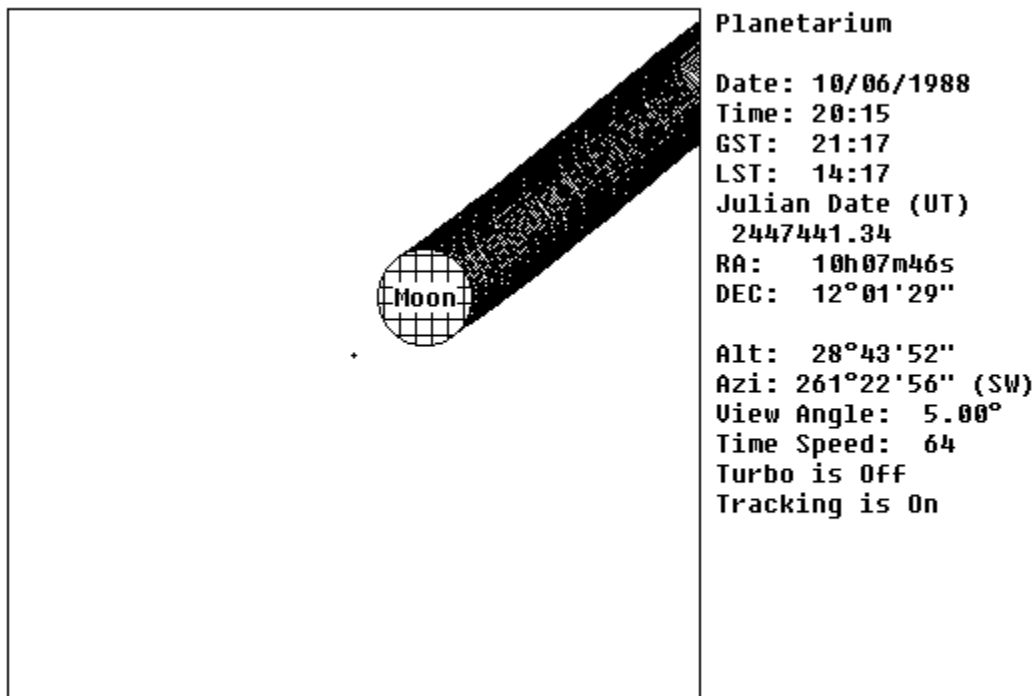 Planetarium
Date: 10/06/1988
Time: 20:15
GST: 21:17
LST: 14:17
Julian Date (UT)
2447441.34
RA: 10h07m46s
DEC: 12°01'29"
Moon
Alt: 28°43'52"
Azi: 261°22'56" (SW)
View Angle: 5.00°
Time Speed: 64
Turbo is Off
Tracking is On